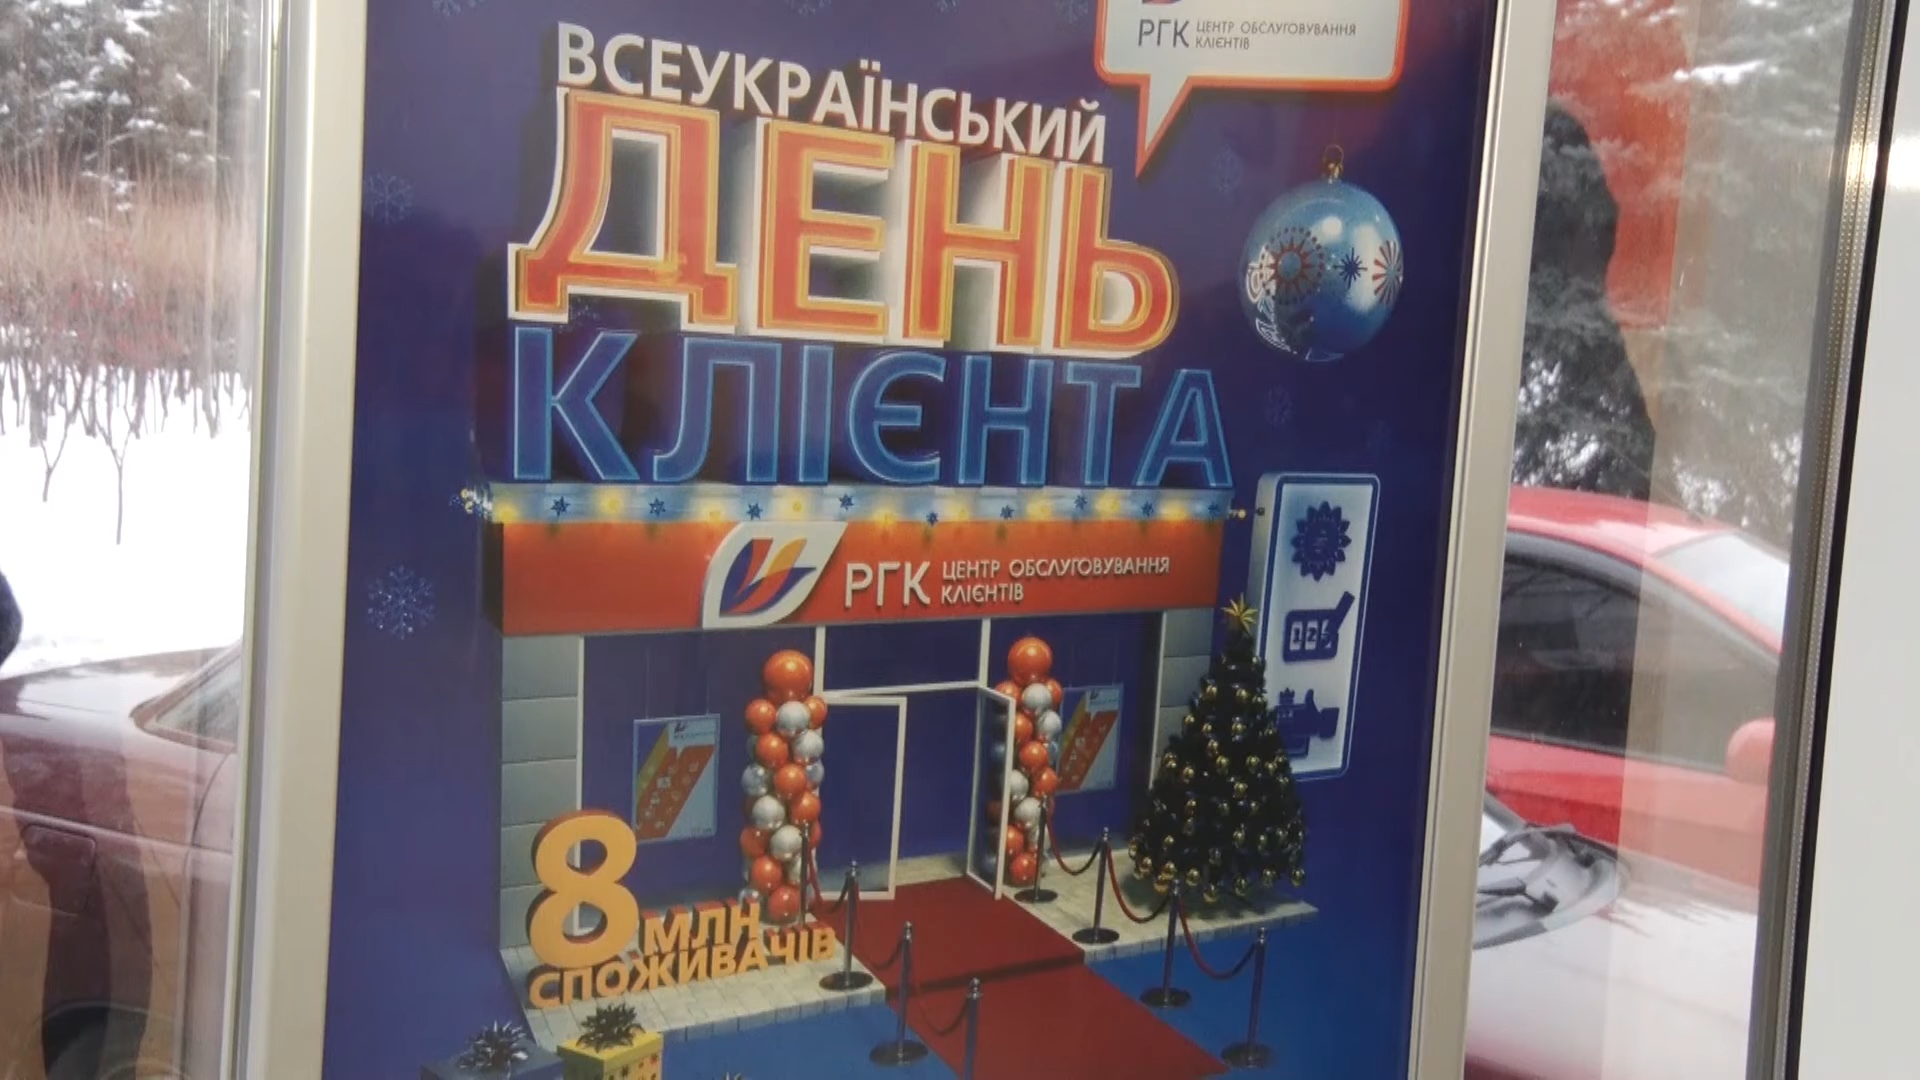 РГК ЦЕНТР ОБСЛУГОВУВАННЯ
КЛІЄНТІВ
ВСЕУКРАЇНСЬКИЙ
ДЕНЬ
КЛІЄНТА
РГК ЦЕНТР ОБСЛУГОВУВАННЯ
КЛІЄНТІВ
8 МЛН
СПОЖИВАЧІВ